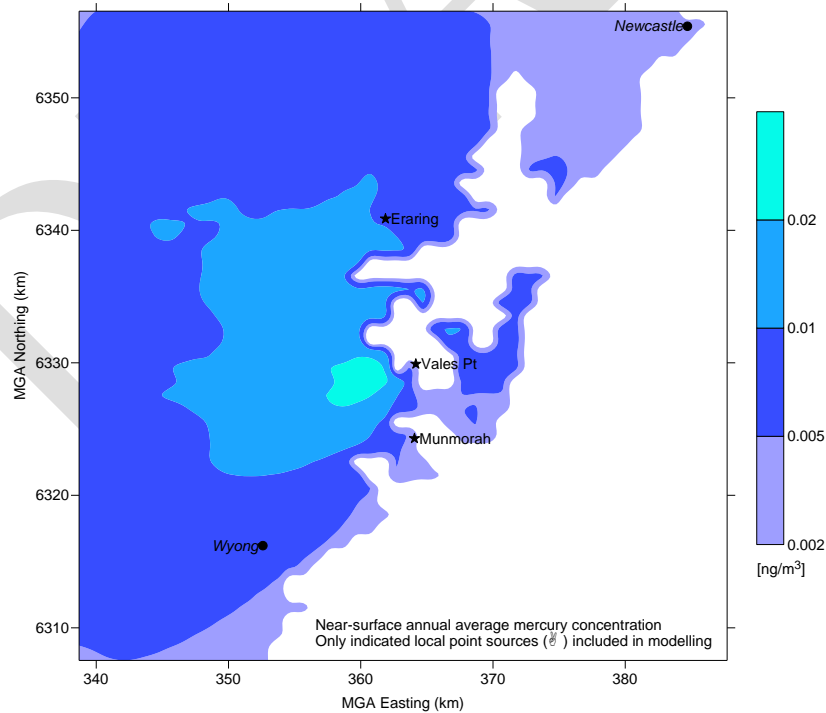 Newcastle
6350
6340
6330
6320
6310
MGA Northing (km)
Eraring
Vales Pt
Munmorah
Wyong
Near-surface annual average mercury concentration
Only indicated local point sources (✌ ) included in modelling
340
350
360
370
380
MGA Easting (km)
0.02
0.01
0.005
0.002
[ng/m³]